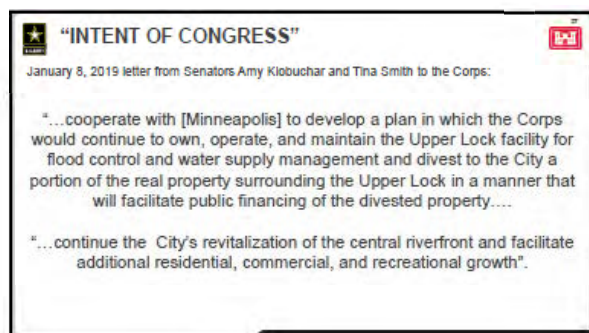 “INTENT OF CONGRESS”
January 8, 2019 letter from Senators Amy Klobuchar and Tina Smith to the Corps:
“…cooperate with [Minneapolis] to develop a plan in which the Corps
would continue to own, operate, and maintain the Upper Lock facility for
flood control and water supply management and divest to the City a
portion of the real property surrounding the Upper Lock in a manner that
will facilitate public financing of the divested property….
“…continue the City’s revitalization of the central riverfront and facilitate
additional residential, commercial, and recreational growth”.